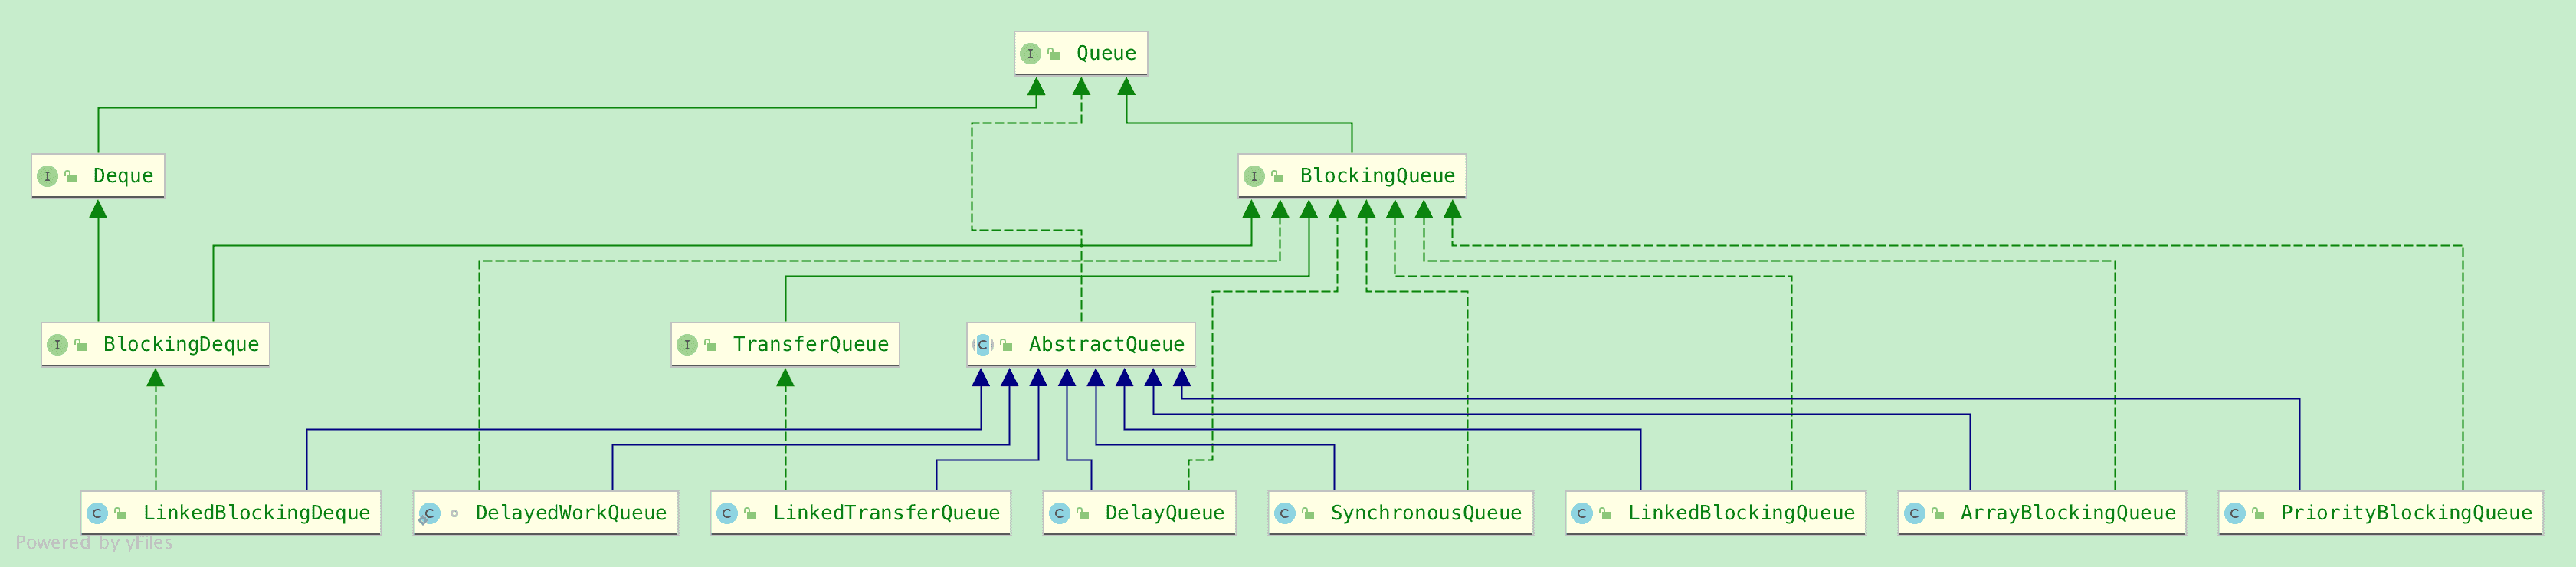 Queue
Deque
BlockingQueue
BlockingDeque
TransferQueue
AbstractQueue
LinkedBlockingDeque
DelayedWorkQueue
LinkedTransferQueue
DelayQueue
SynchronousQueue
LinkedBlockingQueue
ArrayBlockingQueue
PriorityBlockingQueue
Powered by yFiles